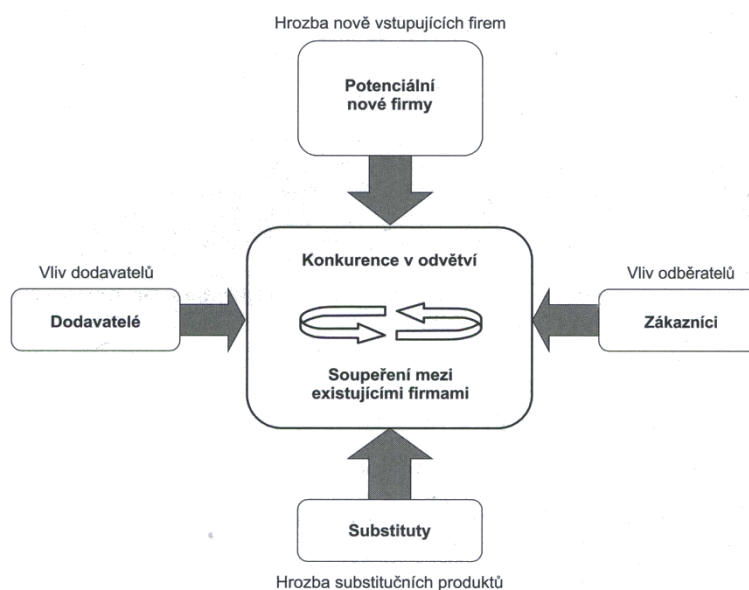 Hrozba nově vstupujících firem
Potenciální
nové firmy
Konkurence v odvětví
Vliv dodavatelů
Dodavatelé
Vliv odběratelů
Zákazníci
Soupeření mezi
existujícími firmami
Substituty
Hrozba substitučních produktů